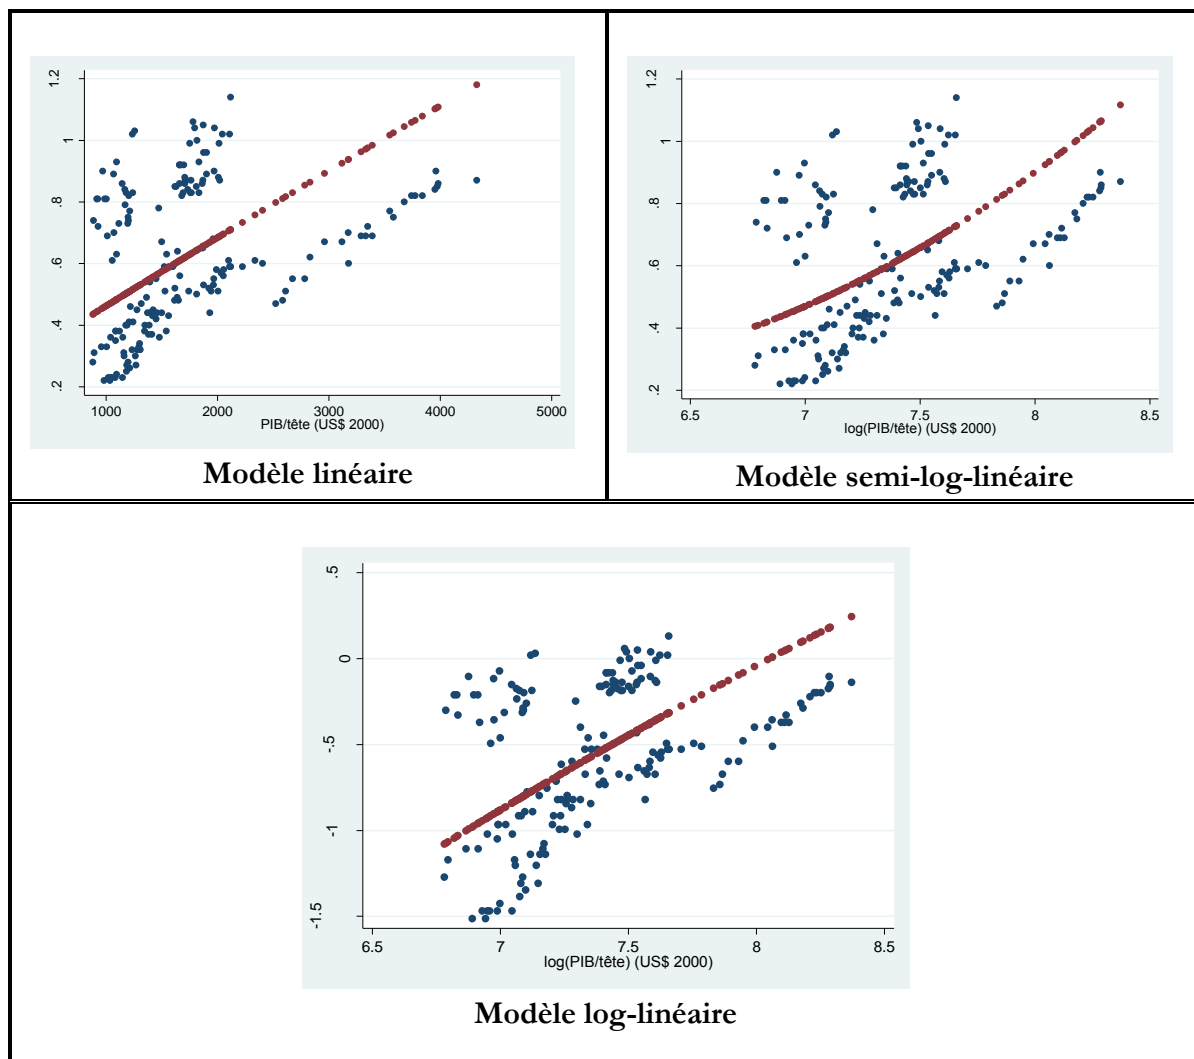 1.2
1
.8
.6
.4
.2
1000 2000 3000 4000 5000
PIB/tête (US$ 2000)
Modèle linéaire
1.2
1
.8
.6
.4
.2
6.5 7 7.5 8 8.5
log(PIB/tête) (US$ 2000)
Modèle semi-log-linéaire
.5
0
-.5
-1
-1.5
6.5 7 7.5 8 8.5
log(PIB/tête) (US$ 2000)
Modèle log-linéaire